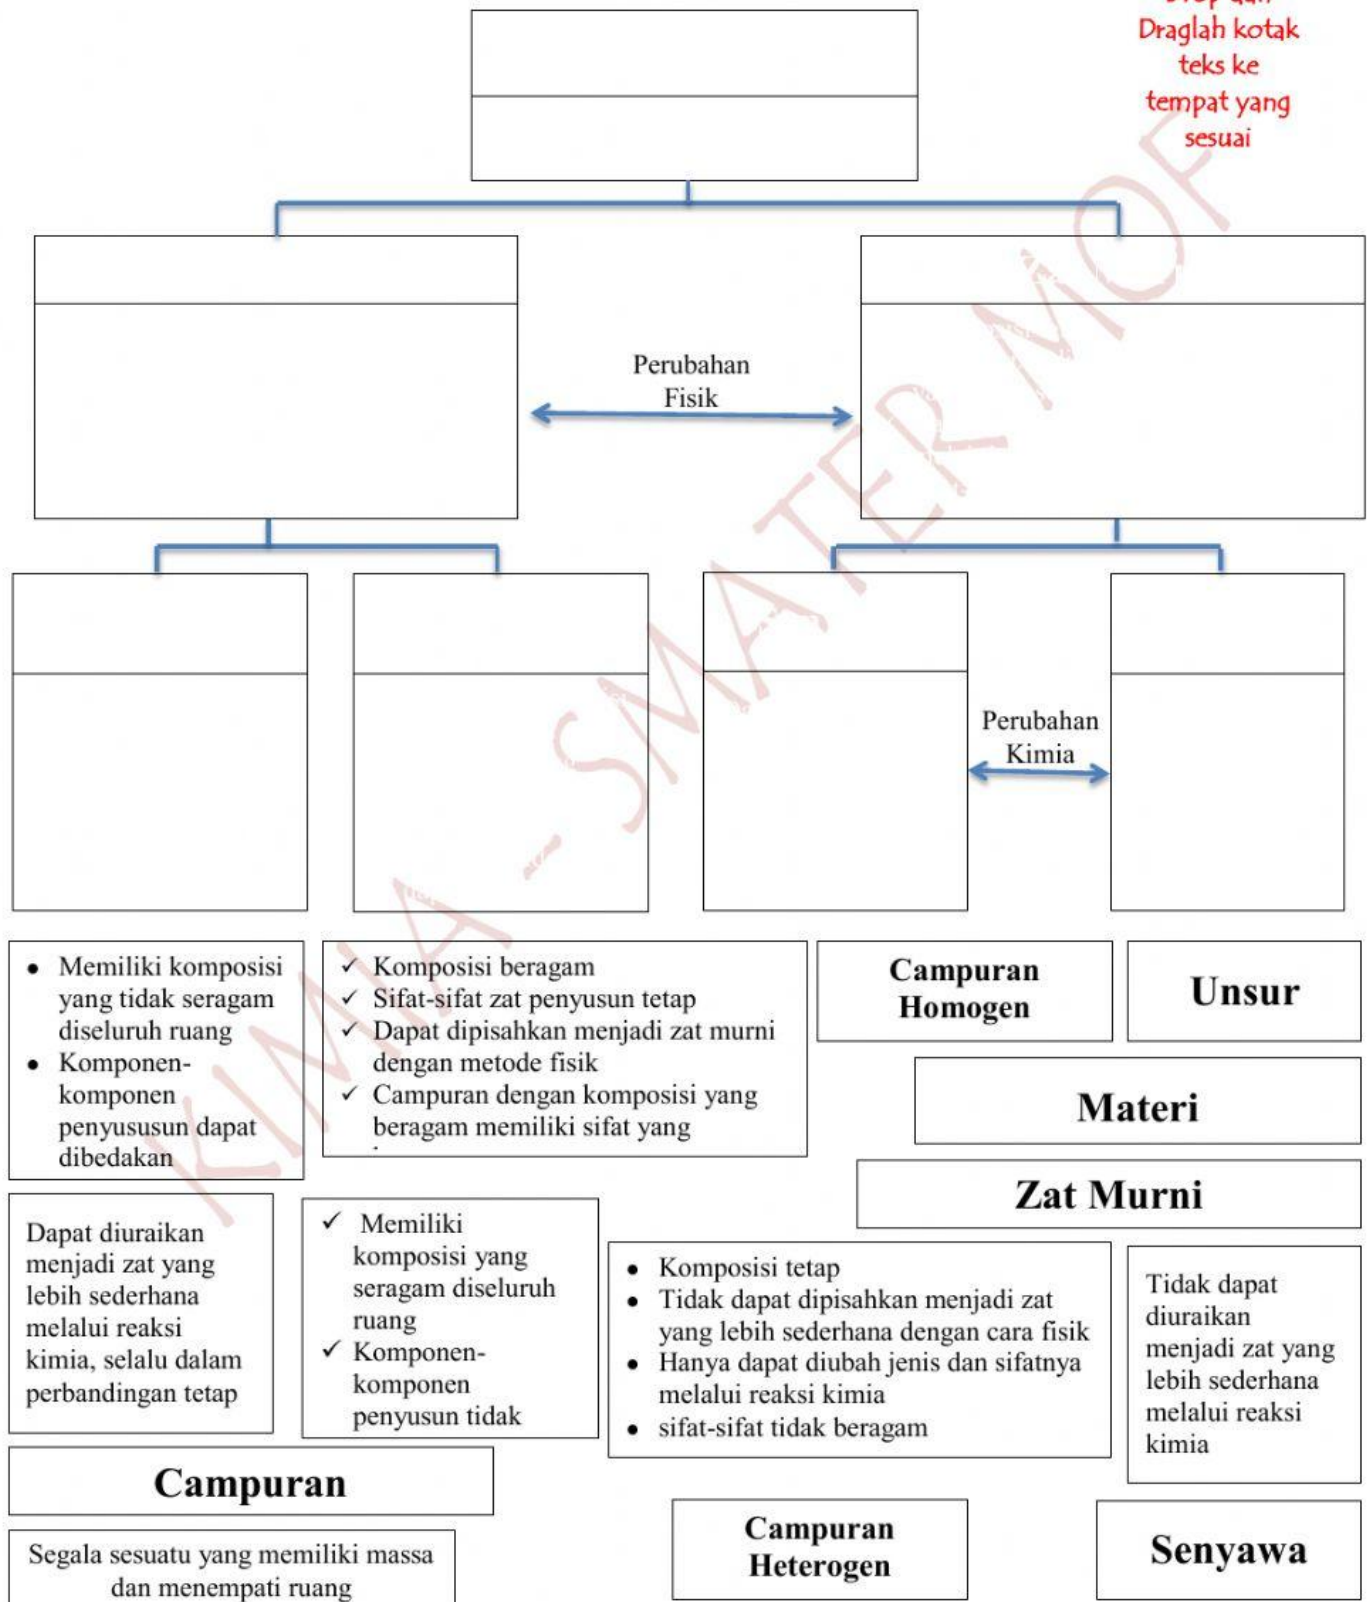 Drop dan
Draglah kotak
teks ke
tempat yang
sesuai
Perubahan
Fisik
Perubahan
Kimia
KIMIA - SMATER MOF
• Memiliki komposisi
yang tidak seragam
diseluruh ruang
• Komponen-
komponen
penyususun dapat
dibedakan
✓ Komposisi beragam
✓ Sifat-sifat zat penyusun tetap
✓ Dapat dipisahkan menjadi zat murni
dengan metode fisik
✓ Campuran dengan komposisi yang
beragam memiliki sifat yang
Campuran
Homogen
Unsur
Materi
Zat Murni
Dapat diuraikan
menjadi zat yang
lebih sederhana
melalui reaksi
kimia, selalu dalam
perbandingan tetap
✓ Memiliki
komposisi yang
seragam diseluruh
ruang
✓ Komponen-
komponen
penyusun tidak
• Komposisi tetap
• Tidak dapat dipisahkan menjadi zat
yang lebih sederhana dengan cara fisik
• Hanya dapat diubah jenis dan sifatnya
melalui reaksi kimia
• sifat-sifat tidak beragam
Tidak dapat
diuraikan
menjadi zat yang
lebih sederhana
melalui reaksi
kimia
Campuran
Campuran
Heterogen
Senyawa
Segala sesuatu yang memiliki massa
dan menempati ruang